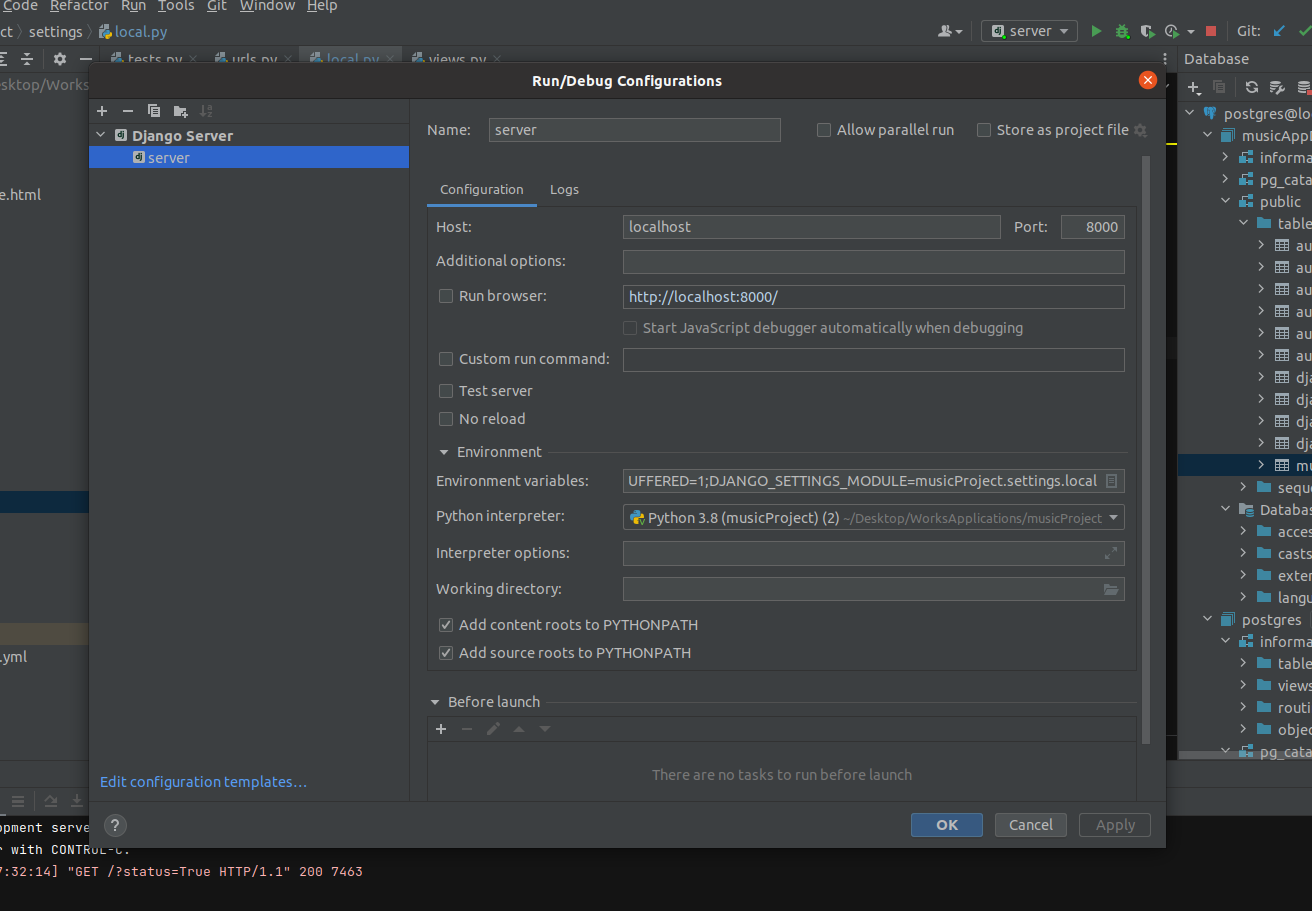 Code Refactor Run Tools Git Window Help
ct settings local.py
server
Git:
tests.py urls.py local.py views.py
Database
Run/Debug Configurations
sktop/Works
e.html
.yml
Django Server
server
Edit configuration templates...
Name: server
Allow parallel run
Store as project file
Configuration Logs
Host: localhost Port: 8000
Additional options:
Run browser: http://localhost:8000/
Start JavaScript debugger automatically when debugging
Custom run command:
Test server
No reload
Environment
Environment variables: UFFERED=1;DJANGO_SETTINGS_MODULE=musicProject.settings.local
Python interpreter: Python 3.8 (musicProject) (2) ~/Desktop/WorksApplications/musicProject
Interpreter options:
Working directory:
Add content roots to PYTHONPATH
Add source roots to PYTHONPATH
Before launch
There are no tasks to run before launch
? OK Cancel Apply
postgres@lo
musicAppD
informa
pg_cata
public
table
au
au
au
au
au
au
dja
dja
dja
dja
mu
seque
Databas
acces
casts
exter
langu
postgres
informa
table
views
routi
objec
pg_cata
opment serve
r with CONTROL-C.
7:32:14] "GET /?status=True HTTP/1.1" 200 7463